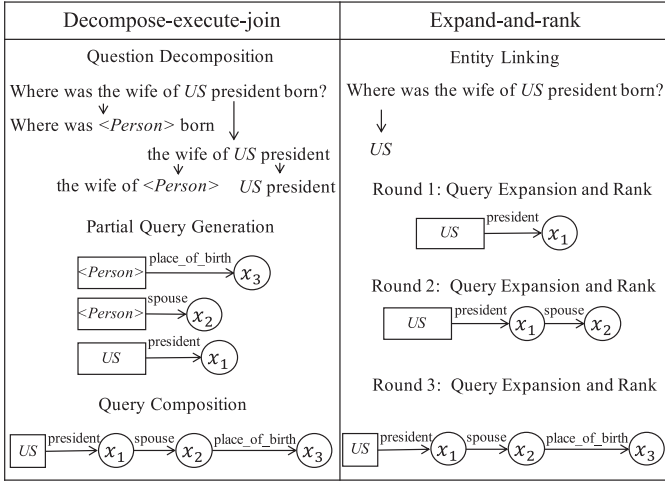 Decompose-execute-join
Question Decomposition
Where was the wife of US president born?
Where was <Person> born
the wife of US president
the wife of <Person> US president
Partial Query Generation
<Person> place_of_birth x₃
<Person> spouse x₂
US president x₁
Query Composition
US president x₁ spouse x₂ place_of_birth x₃
Expand-and-rank
Entity Linking
Where was the wife of US president born?
US
Round 1: Query Expansion and Rank
US president x₁
Round 2: Query Expansion and Rank
US president x₁ spouse x₂
Round 3: Query Expansion and Rank
US president x₁ spouse x₂ place_of_birth x₃